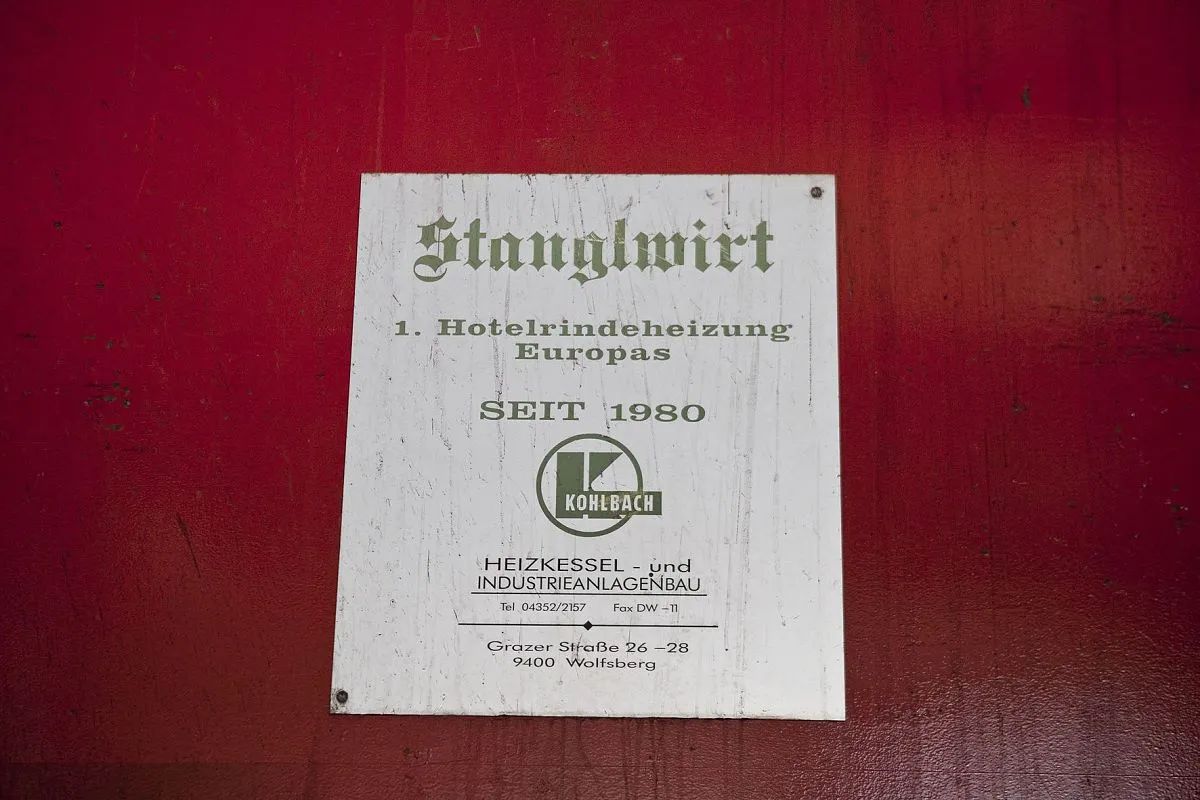 Stanglwirt
1. Hotelrindeheizung
Europas
SEIT 1980
K
KOHLBACH
HEIZKESSEL - und
INDUSTRIEANLAGENBAU
Tel 04352/2157 Fax DW -11
Grazer Straße 26 -28
9400 Wolfsberg